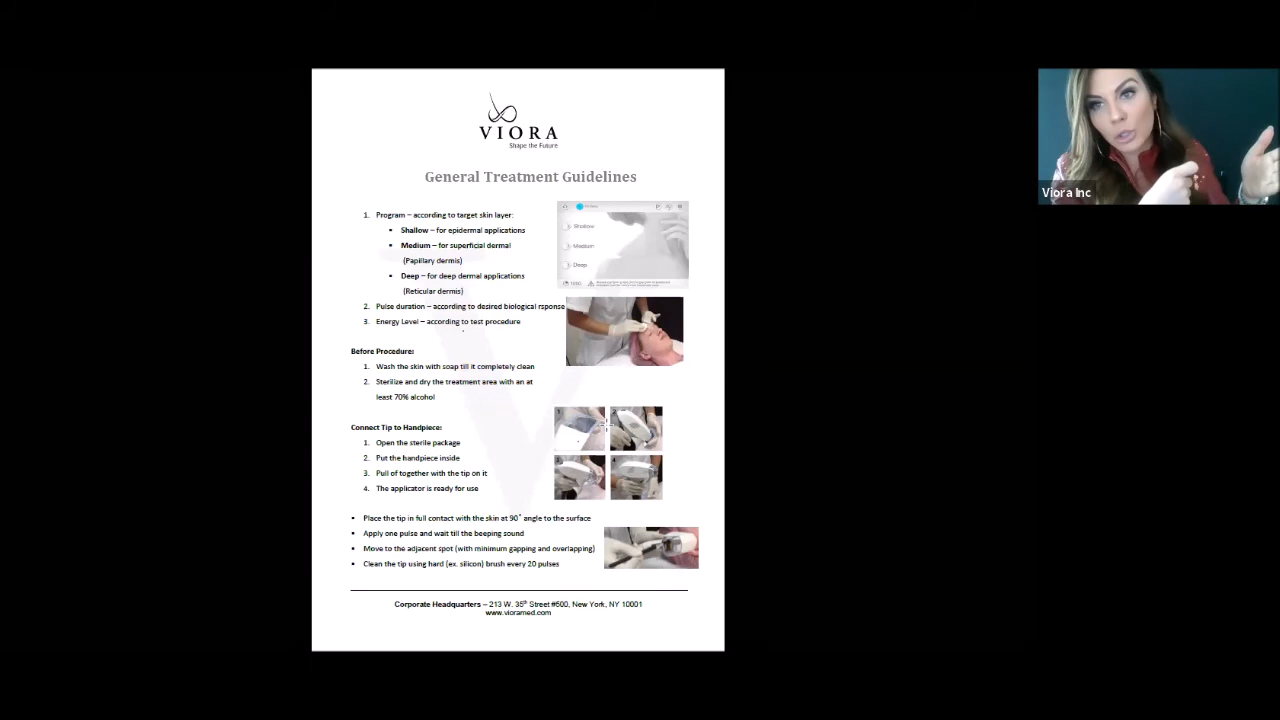 VIORA
Shape the Future
General Treatment Guidelines
1. Program – according to target skin layer:
▪ Shallow – for epidermal applications
▪ Medium – for superficial dermal
(Papillary dermis)
▪ Deep – for deep dermal applications
(Reticular dermis)
2. Pulse duration – according to desired biological rsponse
3. Energy Level – according to test procedure
Shallow
Medium
Deep
Before Procedure:
1. Wash the skin with soap till it completely clean
2. Sterilize and dry the treatment area with an at
least 70% alcohol
Connect Tip to Handpiece:
1. Open the sterile package
2. Put the handpiece inside
3. Pull of together with the tip on it
4. The applicator is ready for use
1
2
▪ Place the tip in full contact with the skin at 90° angle to the surface
▪ Apply one pulse and wait till the beeping sound
▪ Move to the adjacent spot (with minimum gapping and overlapping)
▪ Clean the tip using hard (ex. silicon) brush every 20 pulses
Corporate Headquarters – 213 W. 35th Street #500, New York, NY 10001
www.vioramed.com
Viora Inc